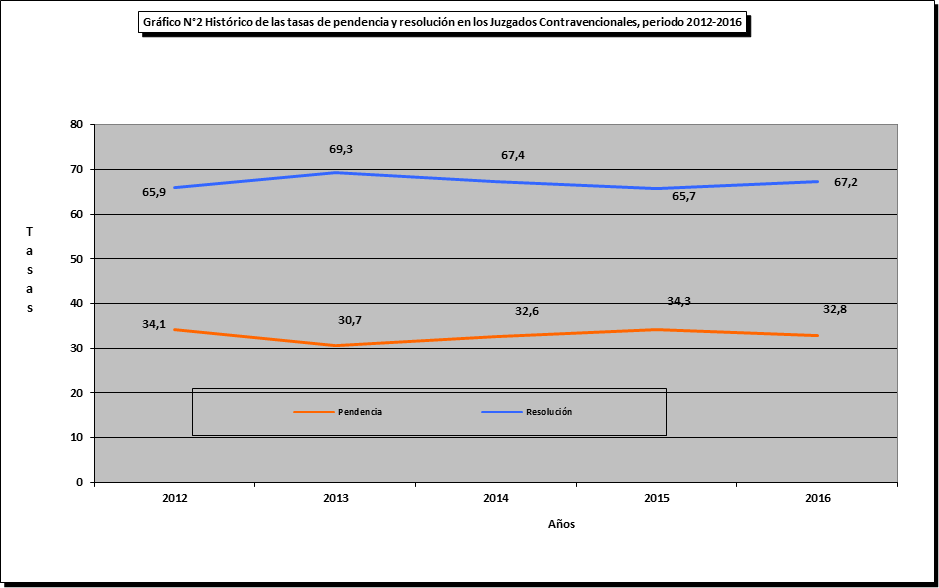 Gráfico N°2 Histórico de las tasas de pendencia y resolución en los Juzgados Contravencionales, periodo 2012-2016
80
70
60
50
40
30
20
10
0
T
a
s
a
s
69,3
67,4
65,9
65,7
67,2
34,1
30,7
32,6
34,3
32,8
Pendencia
Resolución
2012
2013
2014
2015
2016
Años